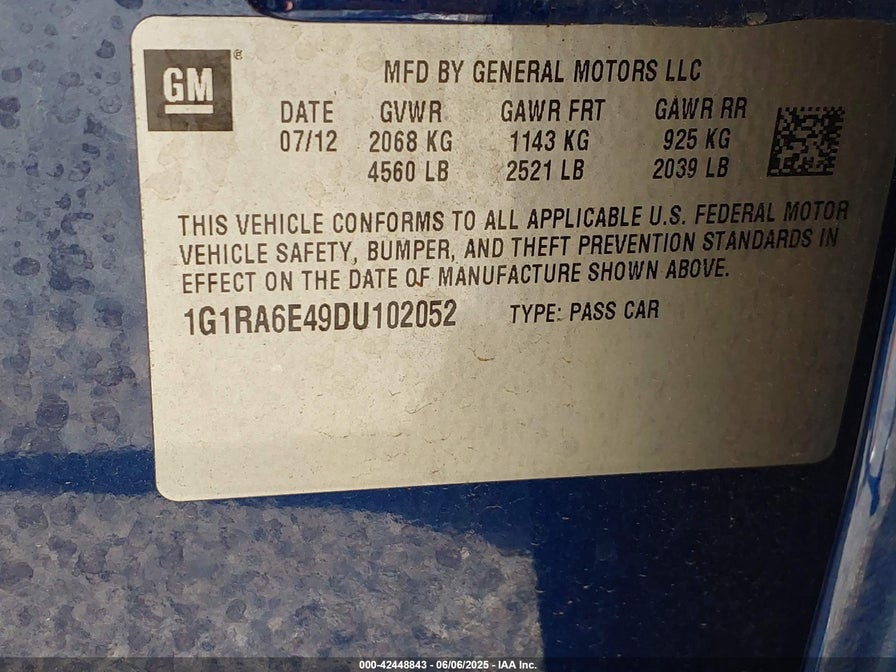 GM ®
MFD BY GENERAL MOTORS LLC
DATE GVWR GAWR FRT GAWR RR
07/12 2068 KG 1143 KG 925 KG
4560 LB 2521 LB 2039 LB
THIS VEHICLE CONFORMS TO ALL APPLICABLE U.S. FEDERAL MOTOR
VEHICLE SAFETY, BUMPER, AND THEFT PREVENTION STANDARDS IN
EFFECT ON THE DATE OF MANUFACTURE SHOWN ABOVE.
1G1RA6E49DU102052 TYPE: PASS CAR
000-42448843 - 06/06/2025 - IAA Inc.